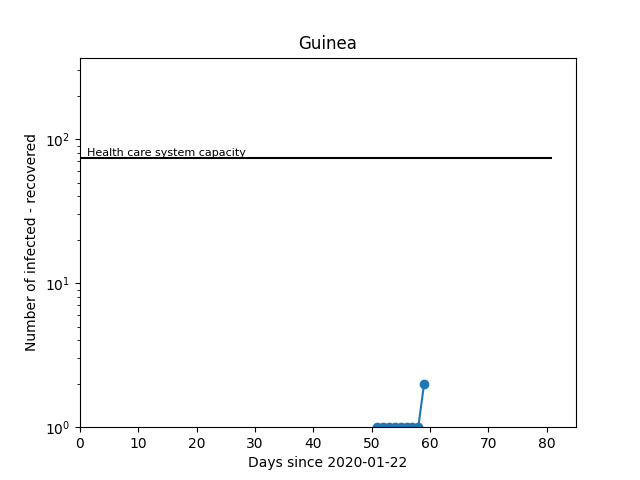 Guinea
Number of infected - recovered
10²
10¹
10⁰
Health care system capacity
0 10 20 30 40 50 60 70 80
Days since 2020-01-22